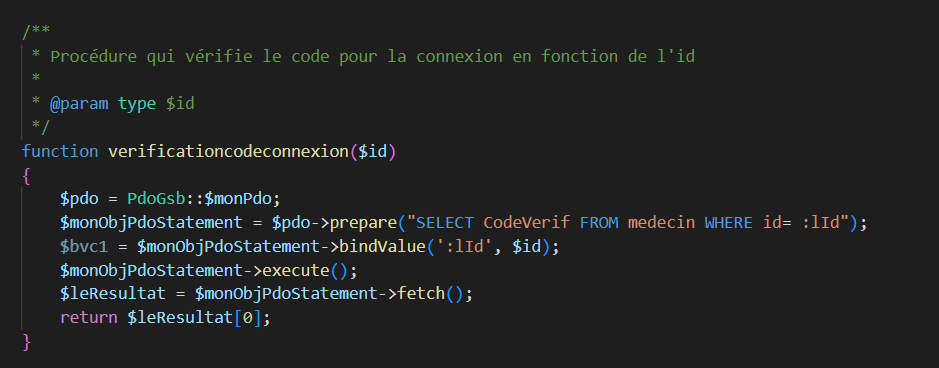 /**
 * Procédure qui vérifie le code pour la connexion en fonction de l'id
 *
 * @param type $id
 */
function verificationcodeconnexion($id)
{
    $pdo = PdoGsb::$monPdo;
    $monObjPdoStatement = $pdo->prepare("SELECT CodeVerif FROM medecin WHERE id= :lId");
    $bvc1 = $monObjPdoStatement->bindValue(':lId', $id);
    $monObjPdoStatement->execute();
    $leResultat = $monObjPdoStatement->fetch();
    return $leResultat[0];
}